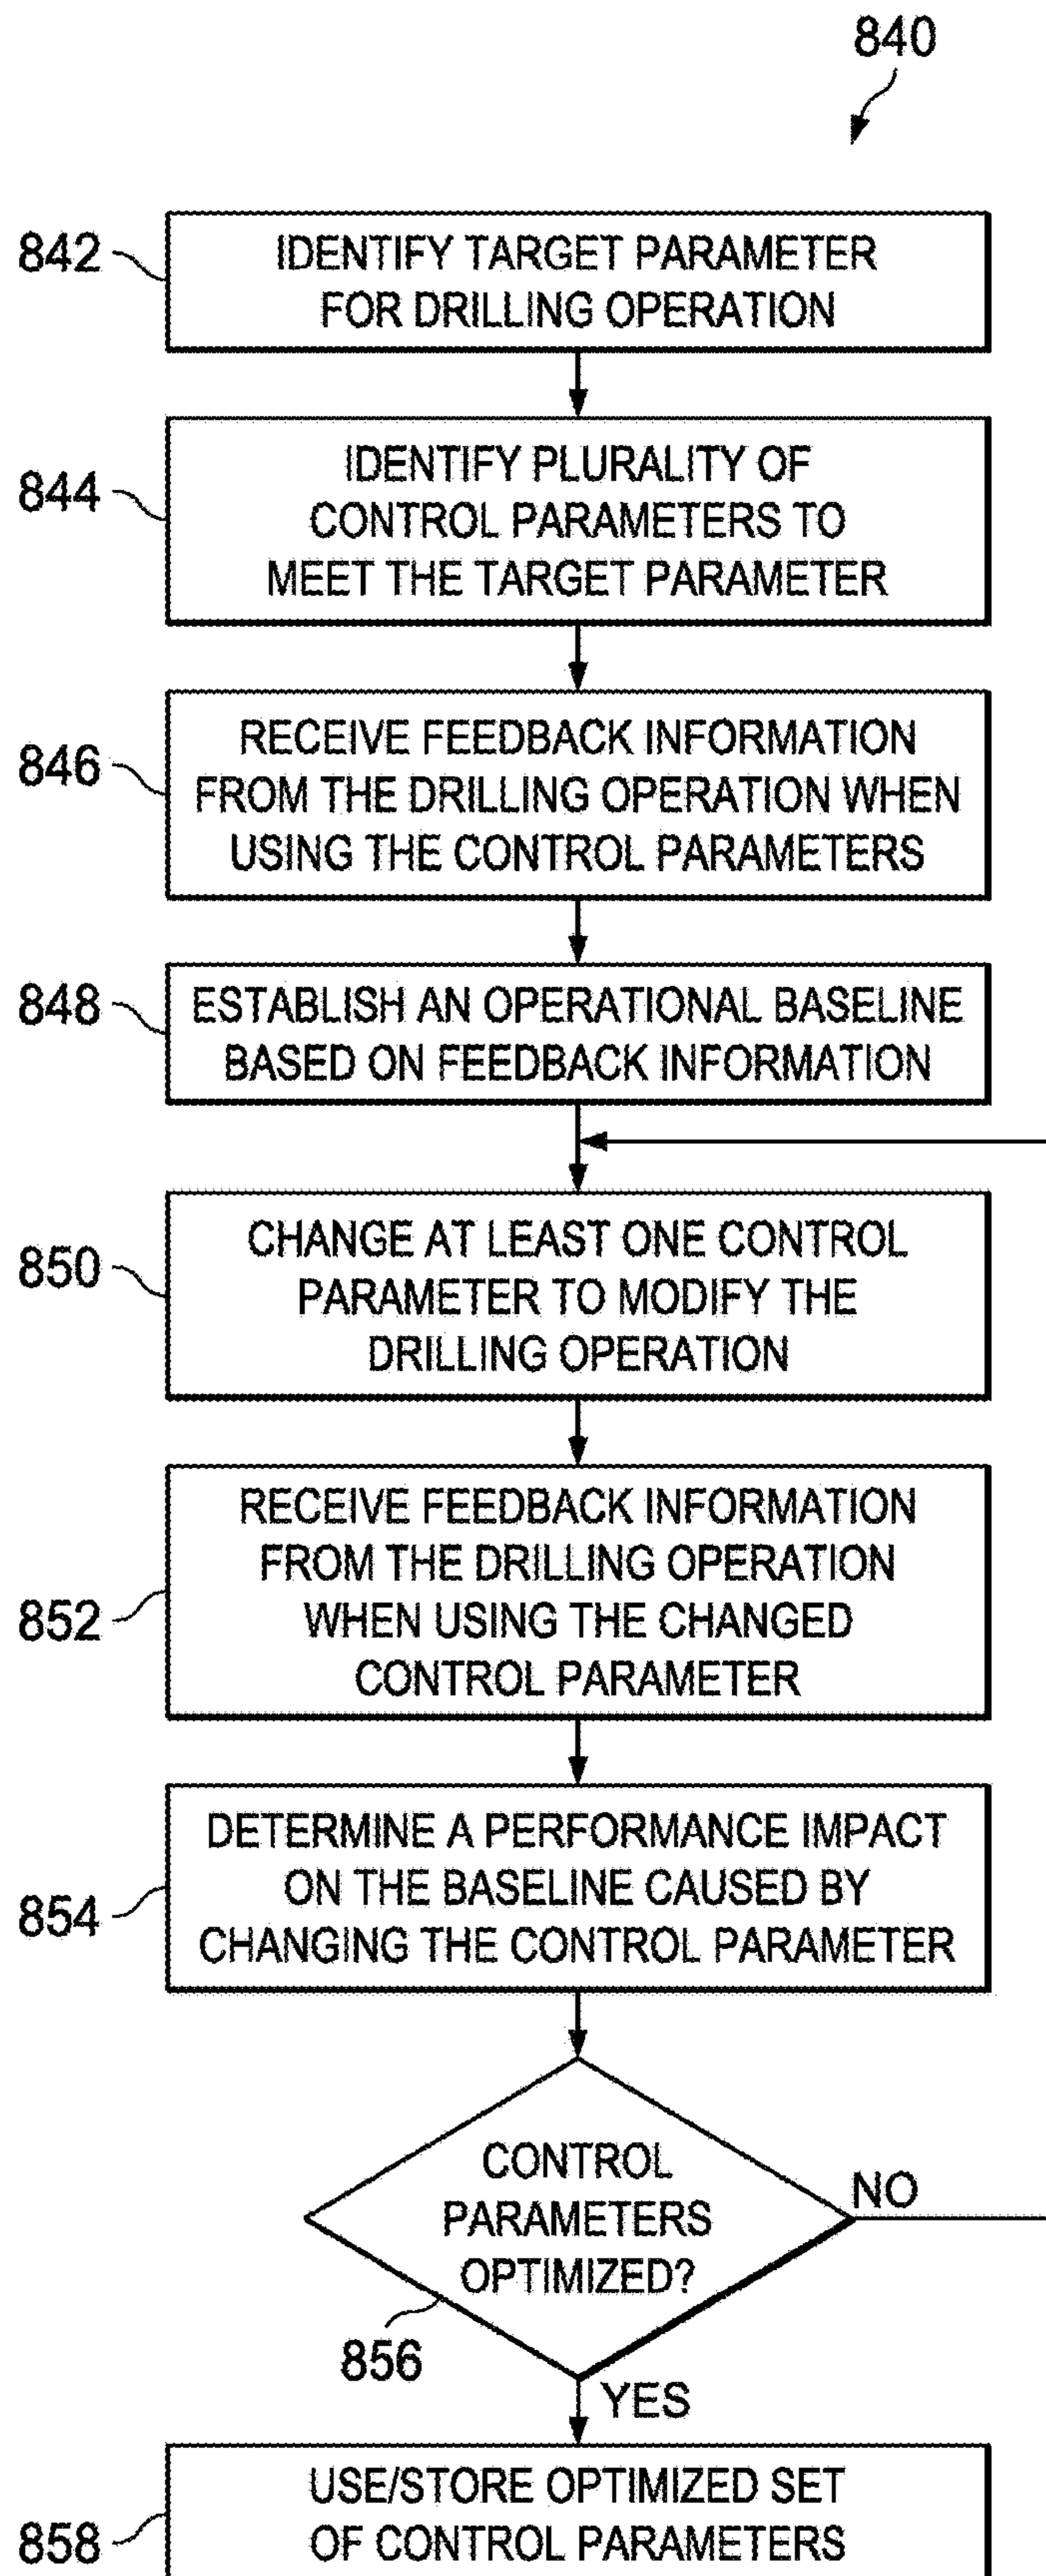 840
842
IDENTIFY TARGET PARAMETER
FOR DRILLING OPERATION
844
IDENTIFY PLURALITY OF
CONTROL PARAMETERS TO
MEET THE TARGET PARAMETER
846
RECEIVE FEEDBACK INFORMATION
FROM THE DRILLING OPERATION WHEN
USING THE CONTROL PARAMETERS
848
ESTABLISH AN OPERATIONAL BASELINE
BASED ON FEEDBACK INFORMATION
850
CHANGE AT LEAST ONE CONTROL
PARAMETER TO MODIFY THE
DRILLING OPERATION
852
RECEIVE FEEDBACK INFORMATION
FROM THE DRILLING OPERATION
WHEN USING THE CHANGED
CONTROL PARAMETER
854
DETERMINE A PERFORMANCE IMPACT
ON THE BASELINE CAUSED BY
CHANGING THE CONTROL PARAMETER
CONTROL
PARAMETERS
OPTIMIZED?
NO
856
YES
858
USE/STORE OPTIMIZED SET
OF CONTROL PARAMETERS